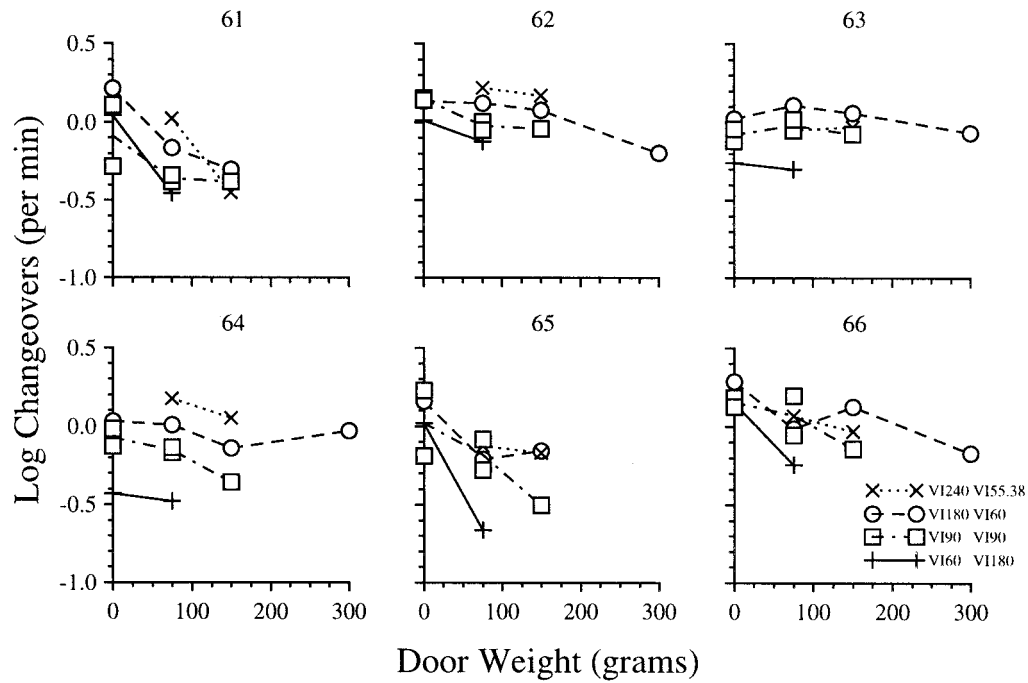 61 62 63
0.5
0.0
-0.5
-1.0
64 65 66
0.5
0.0
-0.5
-1.0
0 100 200 300 0 100 200 300 0 100 200 300
Log Changeovers (per min)
VI240 VI55.38
VI180 VI60
VI90 VI90
VI60 VI180
Door Weight (grams)